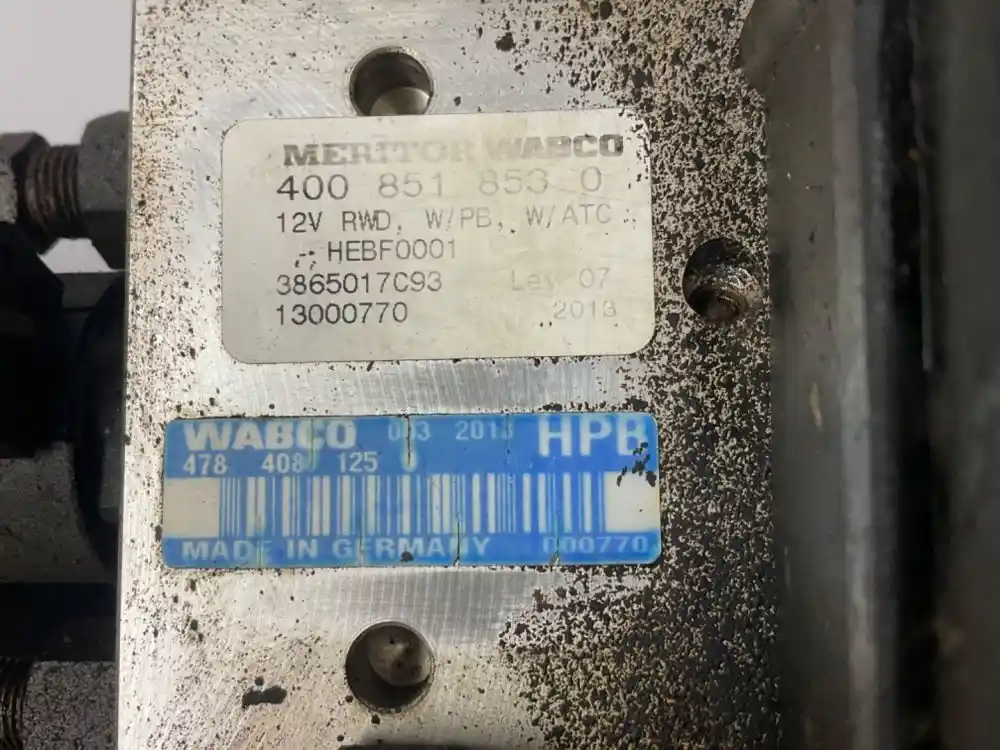 MERITOR WABCO
400 851 853 0
12V RWD, W/PB, W/ATC
HEBF0001
3865017C93 Lev 07
13000770 2013
WABCO 2013 HPB
478 408 125 0
MADE IN GERMANY 000770